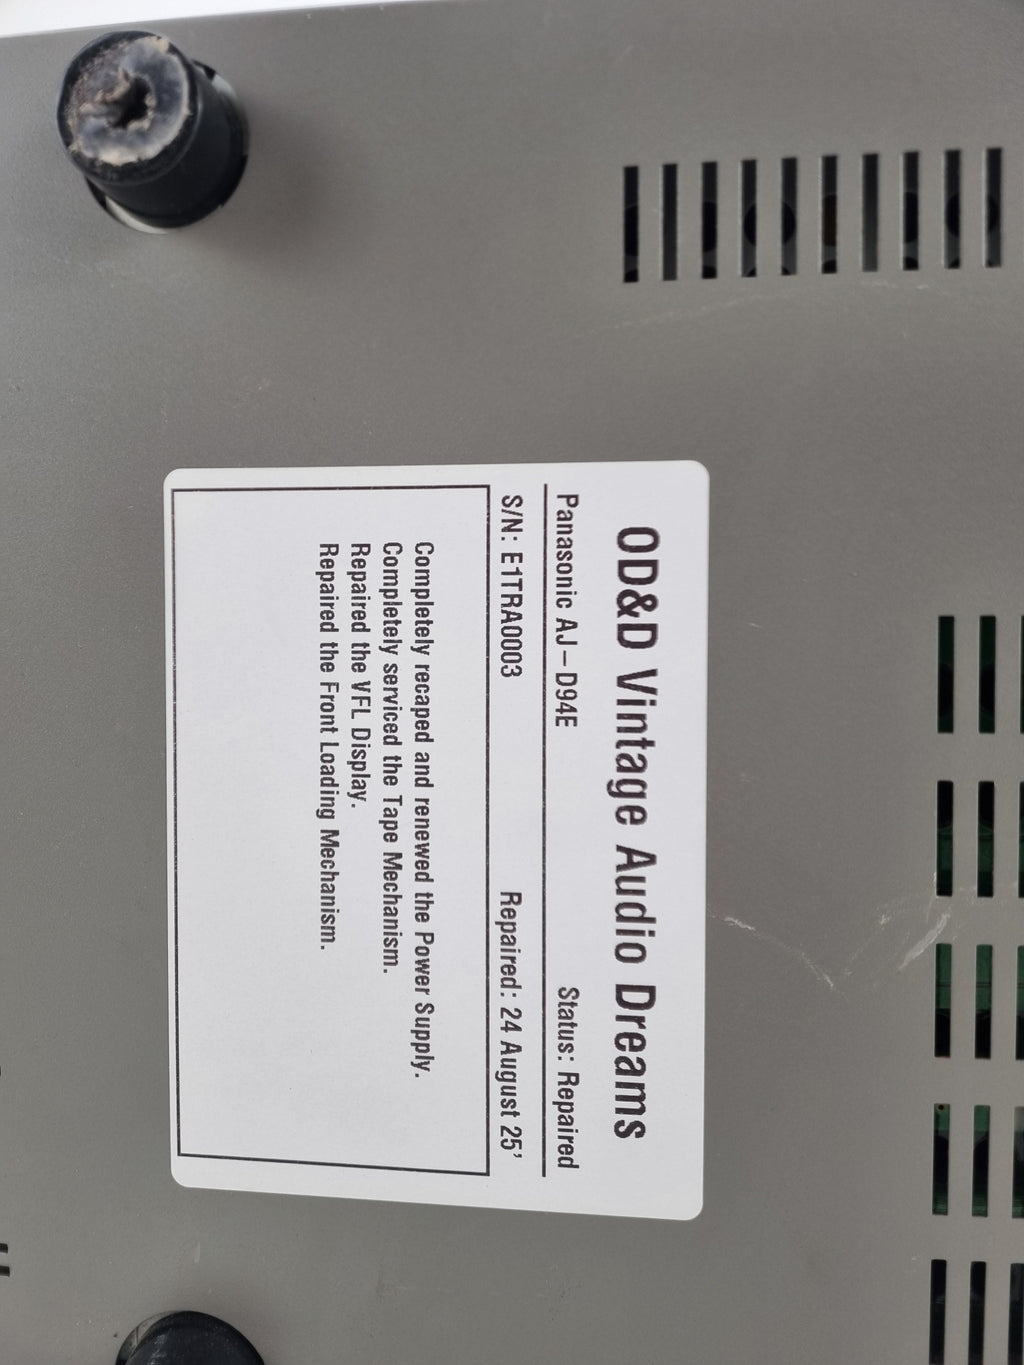 OD&D Vintage Audio Dreams
Panasonic AJ-D94E Status: Repaired
S/N: E1TRA0003 Repaired: 24 August 25'
Completely recaped and renewed the Power Supply.
Completely serviced the Tape Mechanism.
Repaired the VFL Display.
Repaired the Front Loading Mechanism.